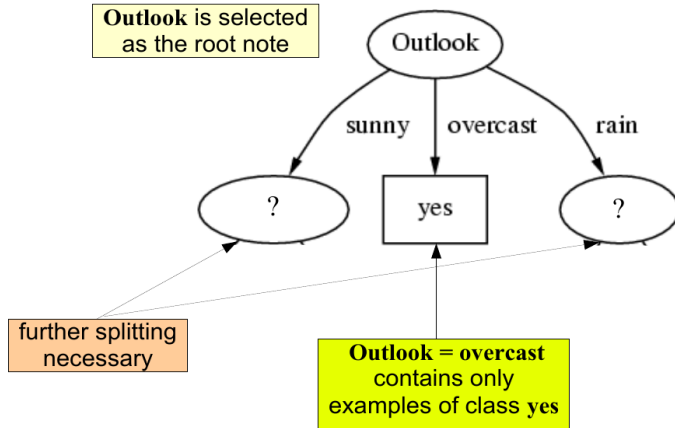 Outlook is selected
as the root note
Outlook
sunny
overcast
rain
?
yes
?
further splitting
necessary
Outlook = overcast
contains only
examples of class yes